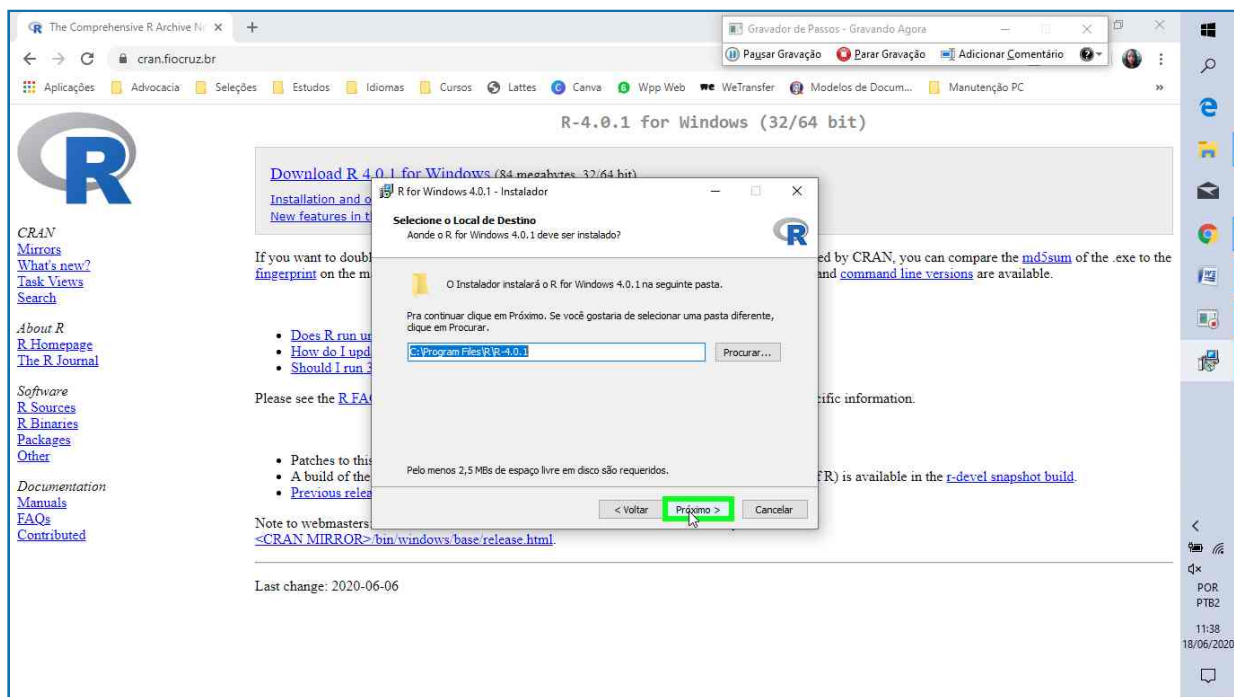 The Comprehensive R Archive Ne
Gravador de Passos - Gravando Agora
cran.fiocruz.br
Pausar Gravação Parar Gravação Adicionar Comentário
Aplicações Advocacia Seleções Estudos Idiomas Cursos Lattes Canva Wpp Web WeTransfer Modelos de Docum... Manutenção PC »
R-4.0.1 for Windows (32/64 bit)
R
Download R 4.0.1 for Windows (84 megabytes, 32/64 bit)
Installation and o
New features in t
R for Windows 4.0.1 - Instalador
Selecione o Local de Destino
Aonde o R for Windows 4.0.1 deve ser instalado?
R
O Instalador instalará o R for Windows 4.0.1 na seguinte pasta.
Pra continuar clique em Próximo. Se você gostaria de selecionar uma pasta diferente,
clique em Procurar.
C:\Program Files\R\R-4.0.1
Procurar...
Pelo menos 2,5 MBs de espaço livre em disco são requeridos.
< Voltar Próximo > Cancelar
CRAN
Mirrors
What's new?
Task Views
Search
About R
R Homepage
The R Journal
Software
R Sources
R Binaries
Packages
Other
Documentation
Manuals
FAQs
Contributed
If you want to doubl ed by CRAN, you can compare the md5sum of the .exe to the
fingerprint on the m and command line versions are available.
Does R run un
How do I upd
Should I run 3
Please see the R FA cific information.
Patches to this
A build of the f R) is available in the r-devel snapshot build.
Previous relea
Note to webmasters:
<CRAN MIRROR>/bin/windows/base/release.html.
Last change: 2020-06-06
POR
PTB2
11:38
18/06/2020